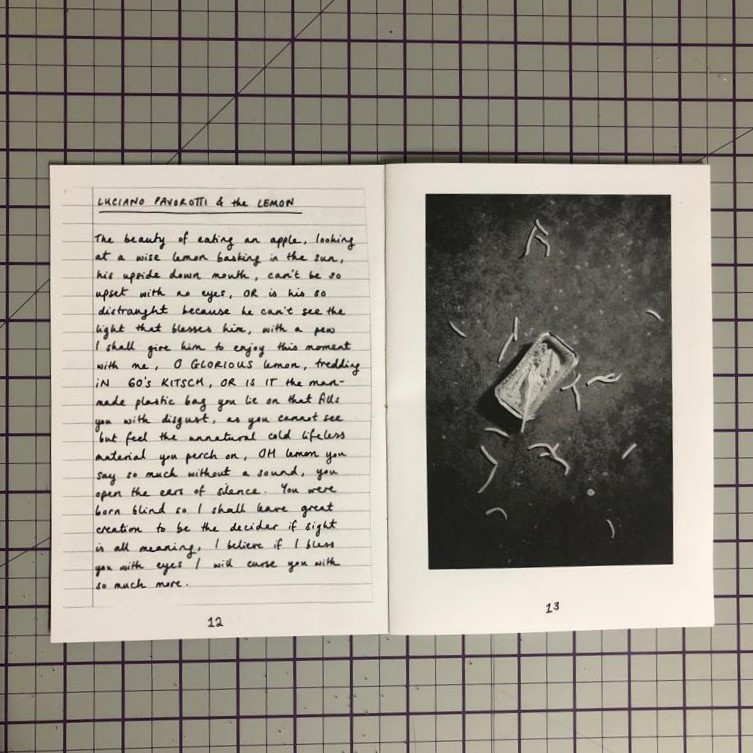 LUCIANO PAVOROTTI & the LEMON
The beauty of eating an apple, looking
at a wise lemon basking in the sun,
his upside down mouth, can't be so
upset with no eyes, OR is his so
distraught because he can't see the
light that blesses him, with a pen
I shall give him to enjoy this moment
with me, O GLORIOUS lemon, tredding
iN 60's KITSCH, OR IS IT the man-
made plastic bag you lie on that fills
you with disgust, as you cannot see
but feel the unnatural cold lifeless
material you perch on, OH lemon you
say so much without a sound, you
open the ears of silence. You were
born blind so I shall leave great
creation to be the decider if sight
is all meaning, I believe if I bless
you with eyes I will curse you with
so much more.
12
13